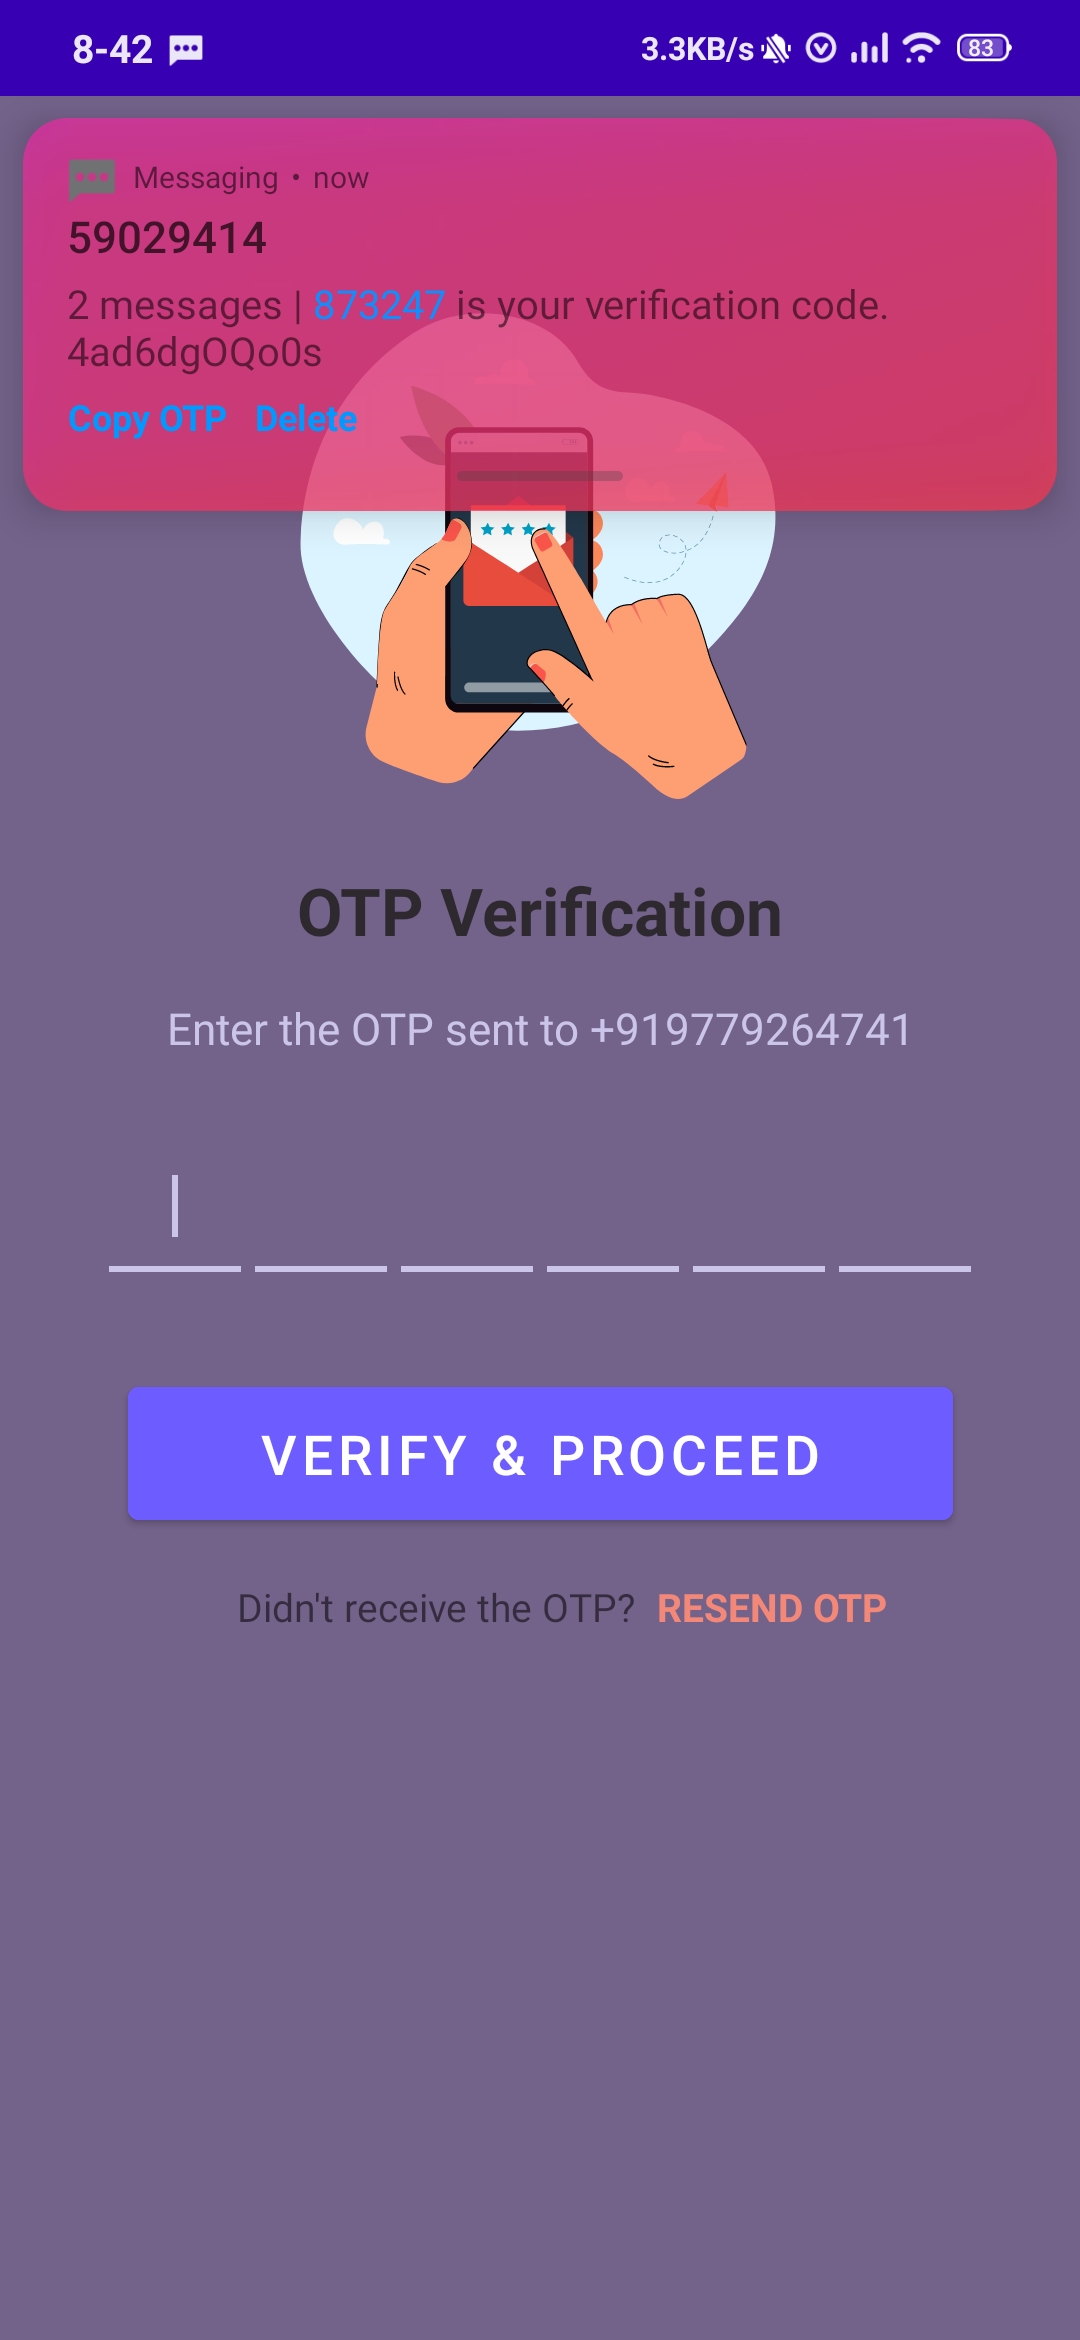 8-42
3.3KB/s
83
Messaging • now
59029414
2 messages | 873247 is your verification code.
4ad6dgOQo0s
Copy OTP Delete
OTP Verification
Enter the OTP sent to +919779264741
VERIFY & PROCEED
Didn't receive the OTP? RESEND OTP